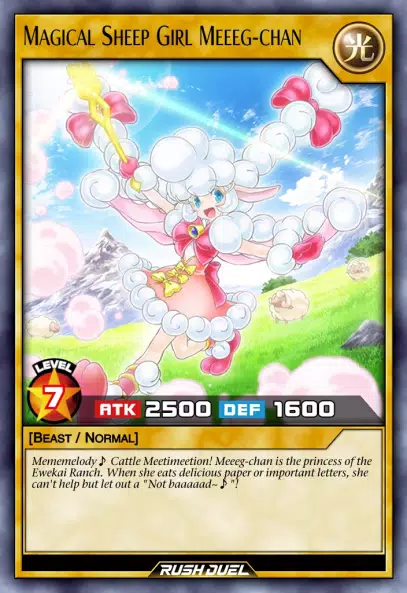 Magical Sheep Girl Meeeg-chan
光
LEVEL
7
ATK 2500 DEF 1600
[Beast / Normal]
Mememelody♪ Cattle Meetimeetion! Meeeg-chan is the princess of the
Ewekai Ranch. When she eats delicious paper or important letters, she
can't help but let out a "Not baaaaad~♪"!
RUSH DUEL